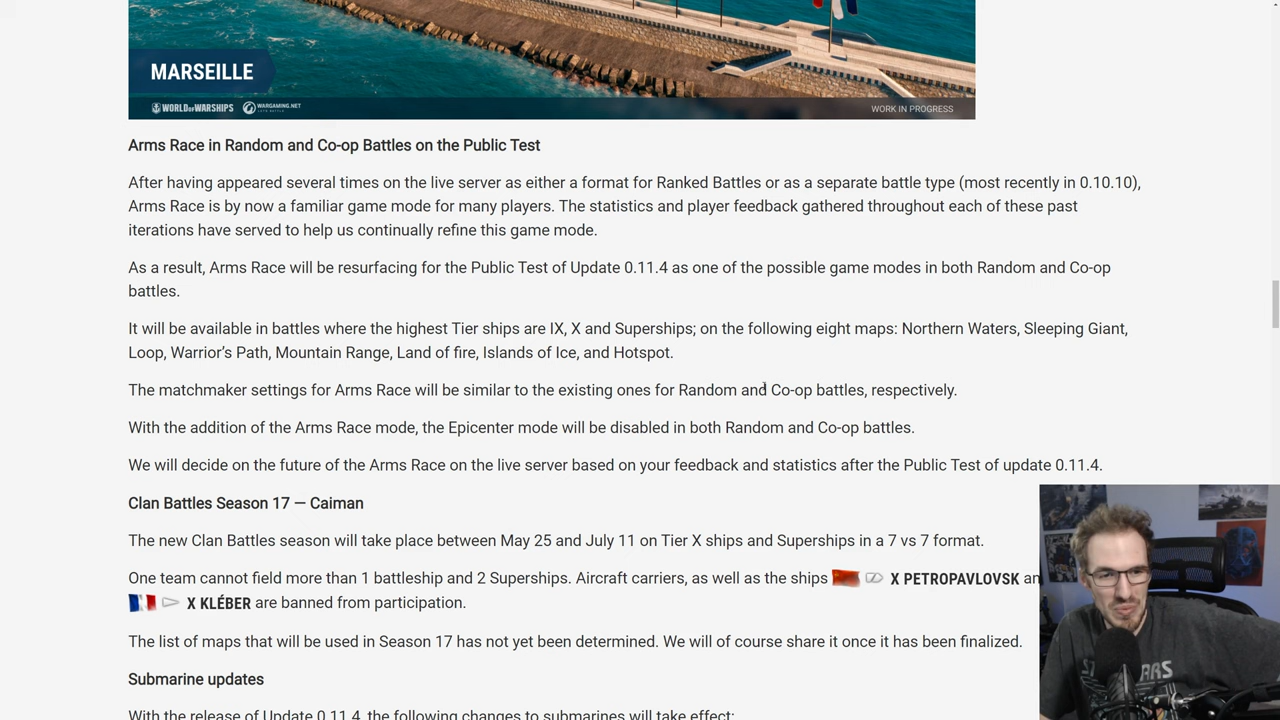 MARSEILLE
WORLD OF WARSHIPS
WARGAMING.NET
WORK IN PROGRESS
Arms Race in Random and Co-op Battles on the Public Test
After having appeared several times on the live server as either a format for Ranked Battles or as a separate battle type (most recently in 0.10.10),
Arms Race is by now a familiar game mode for many players. The statistics and player feedback gathered throughout each of these past
iterations have served to help us continually refine this game mode.
As a result, Arms Race will be resurfacing for the Public Test of Update 0.11.4 as one of the possible game modes in both Random and Co-op
battles.
It will be available in battles where the highest Tier ships are IX, X and Superships; on the following eight maps: Northern Waters, Sleeping Giant,
Loop, Warrior's Path, Mountain Range, Land of fire, Islands of Ice, and Hotspot.
The matchmaker settings for Arms Race will be similar to the existing ones for Random and Co-op battles, respectively.
With the addition of the Arms Race mode, the Epicenter mode will be disabled in both Random and Co-op battles.
We will decide on the future of the Arms Race on the live server based on your feedback and statistics after the Public Test of update 0.11.4.
Clan Battles Season 17 — Caiman
The new Clan Battles season will take place between May 25 and July 11 on Tier X ships and Superships in a 7 vs 7 format.
One team cannot field more than 1 battleship and 2 Superships. Aircraft carriers, as well as the ships X PETROPAVLOVSK an
X KLÉBER are banned from participation.
The list of maps that will be used in Season 17 has not yet been determined. We will of course share it once it has been finalized.
Submarine updates
With the release of Update 0.11.4, the following changes to submarines will take effect: